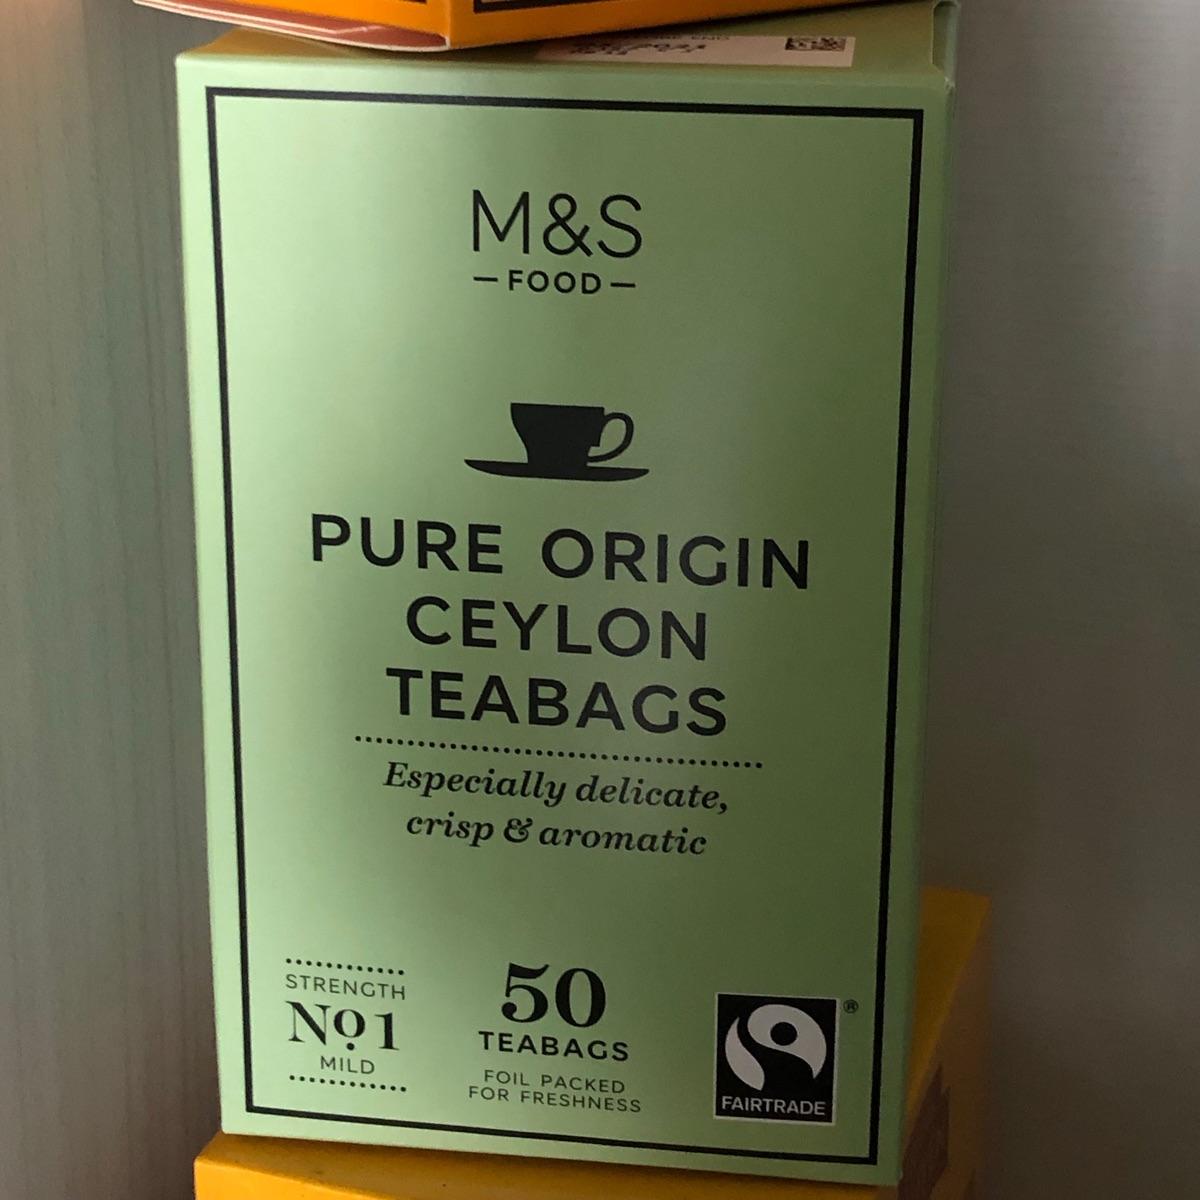 M&S
FOOD
PURE ORIGIN
CEYLON
TEABAGS
Especially delicate,
crisp & aromatic
STRENGTH
No1
MILD
50
TEABAGS
FOIL PACKED
FOR FRESHNESS
®
FAIRTRADE